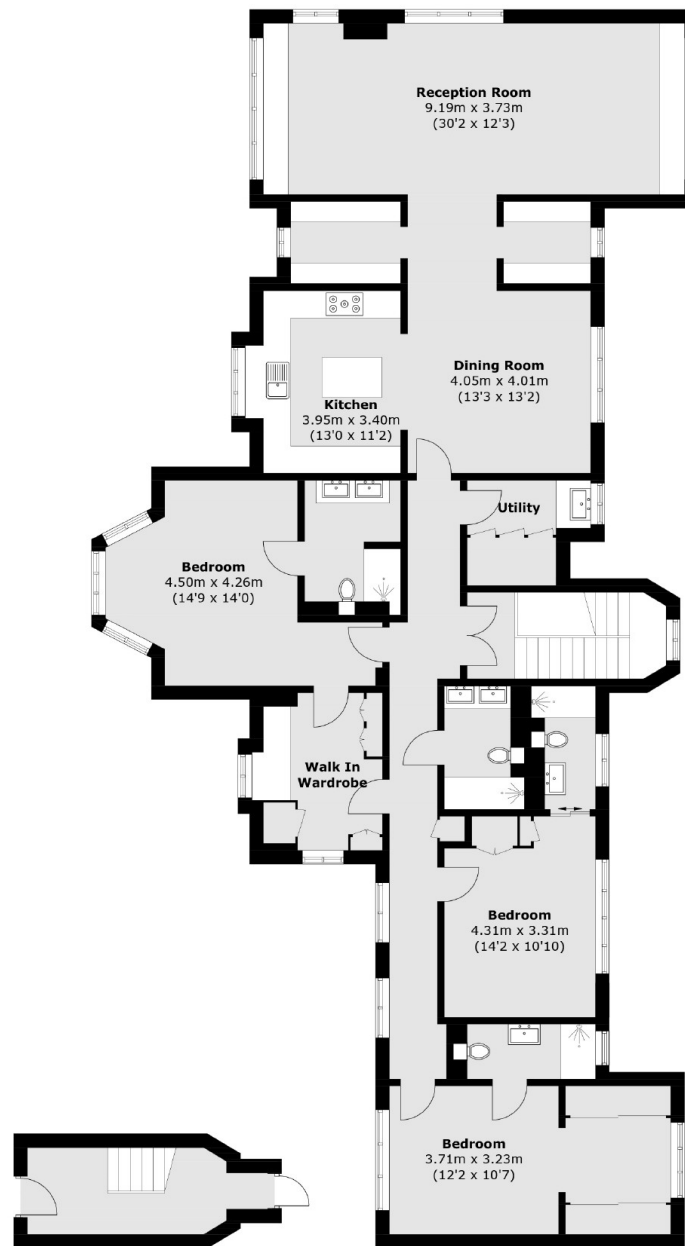 Reception Room
9.19m x 3.73m
(30'2 x 12'3)
Dining Room
4.05m x 4.01m
(13'3 x 13'2)
Kitchen
3.95m x 3.40m
(13'0 x 11'2)
Utility
Bedroom
4.50m x 4.26m
(14'9 x 14'0)
Walk In
Wardrobe
Bedroom
4.31m x 3.31m
(14'2 x 10'10)
Bedroom
3.71m x 3.23m
(12'2 x 10'7)